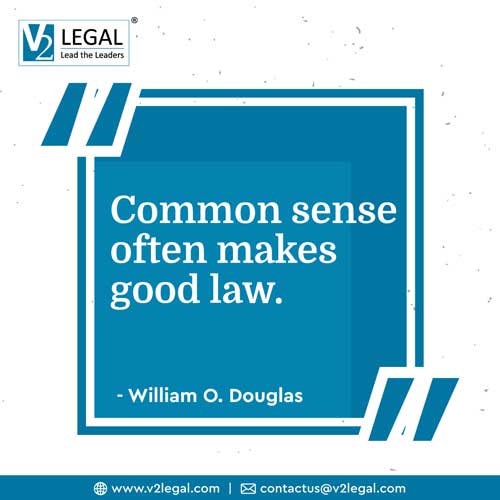 V2 LEGAL®
Lead the Leaders
Common sense
often makes
good law.
- William O. Douglas
www.v2legal.com | contactus@v2legal.com